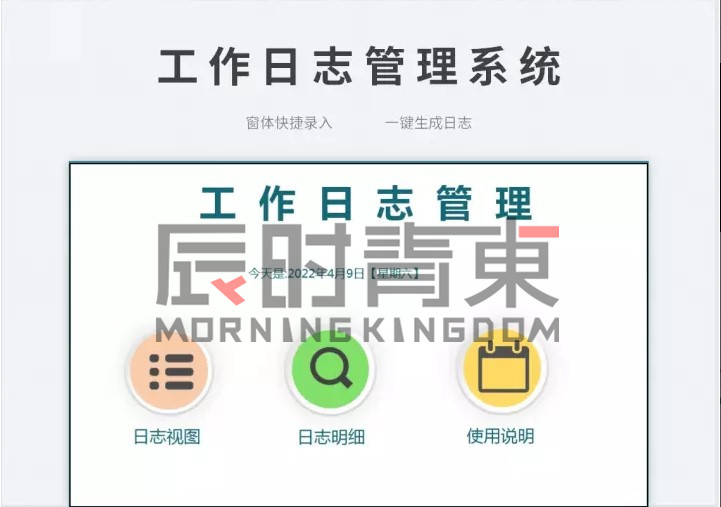 工作日志管理系统
窗体快捷录入 一键生成日志
工作日志管理
辰时青東
今天是:2022年4月9日【星期六】
MORNINGKINGDOM
日志视图 日志明细 使用说明